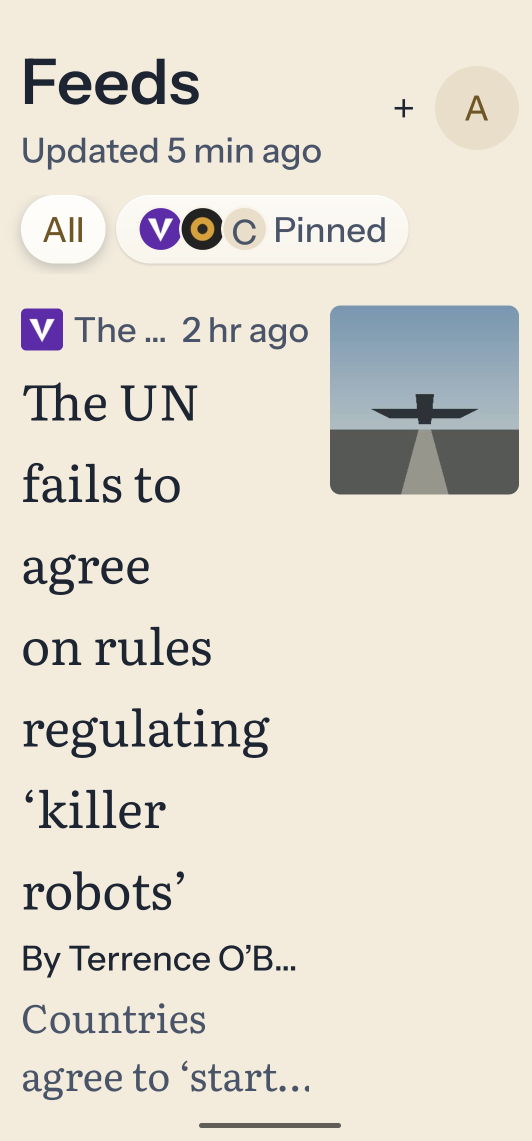 Feeds
+
A
Updated 5 min ago
All
V C Pinned
V The ... 2 hr ago
The UN
fails to
agree
on rules
regulating
‘killer
robots’
By Terrence O’B...
Countries
agree to ‘start...